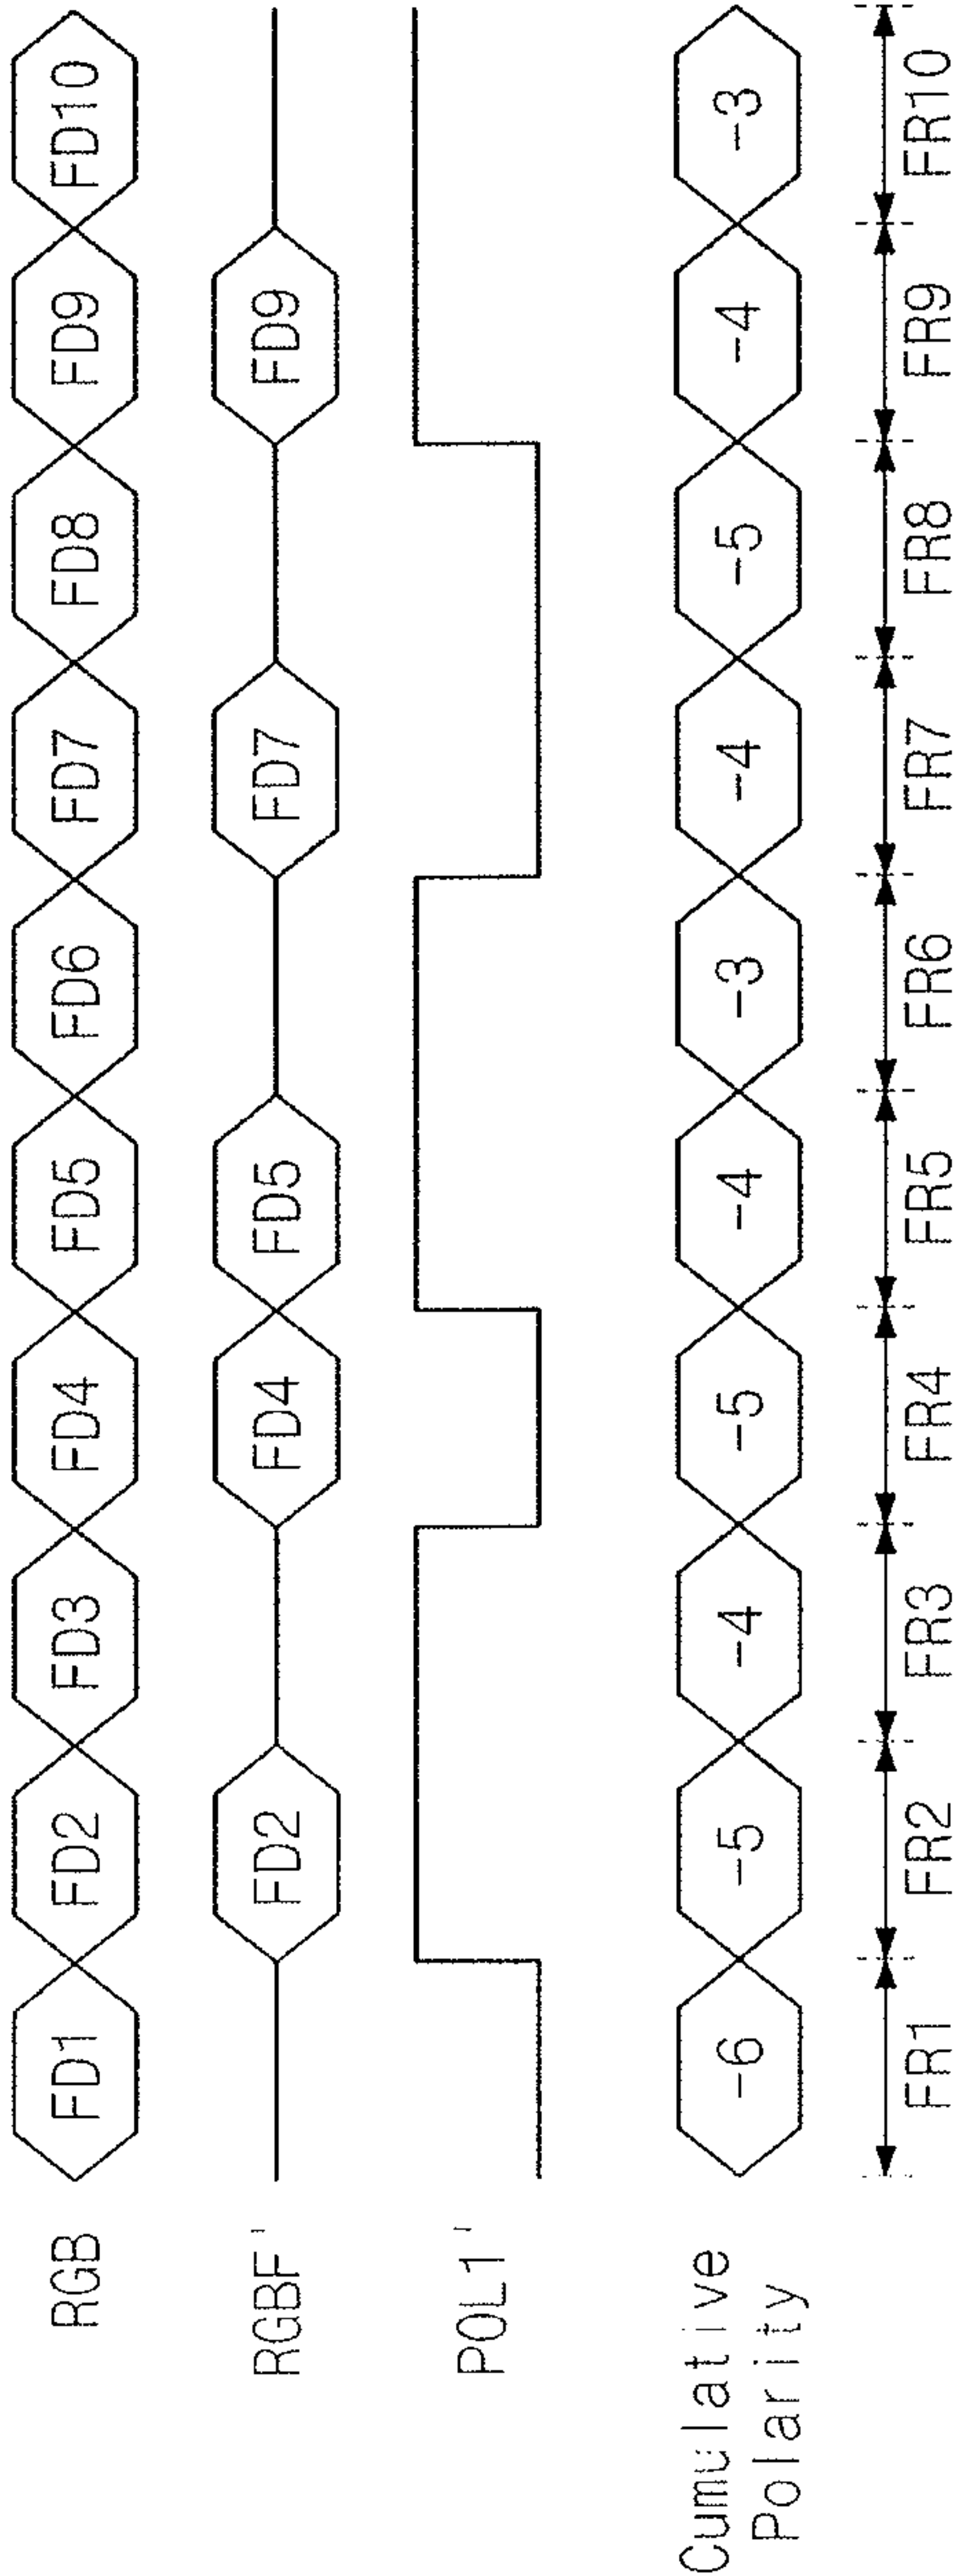 RGB FD1 FD2 FD3 FD4 FD5 FD6 FD7 FD8 FD9 FD10
RGBF' FD2 FD4 FD5 FD7 FD9
POL1'
Cumulative
Polarity
-6 -5 -4 -5 -4 -3 -4 -5 -4 -3
FR1 FR2 FR3 FR4 FR5 FR6 FR7 FR8 FR9 FR10